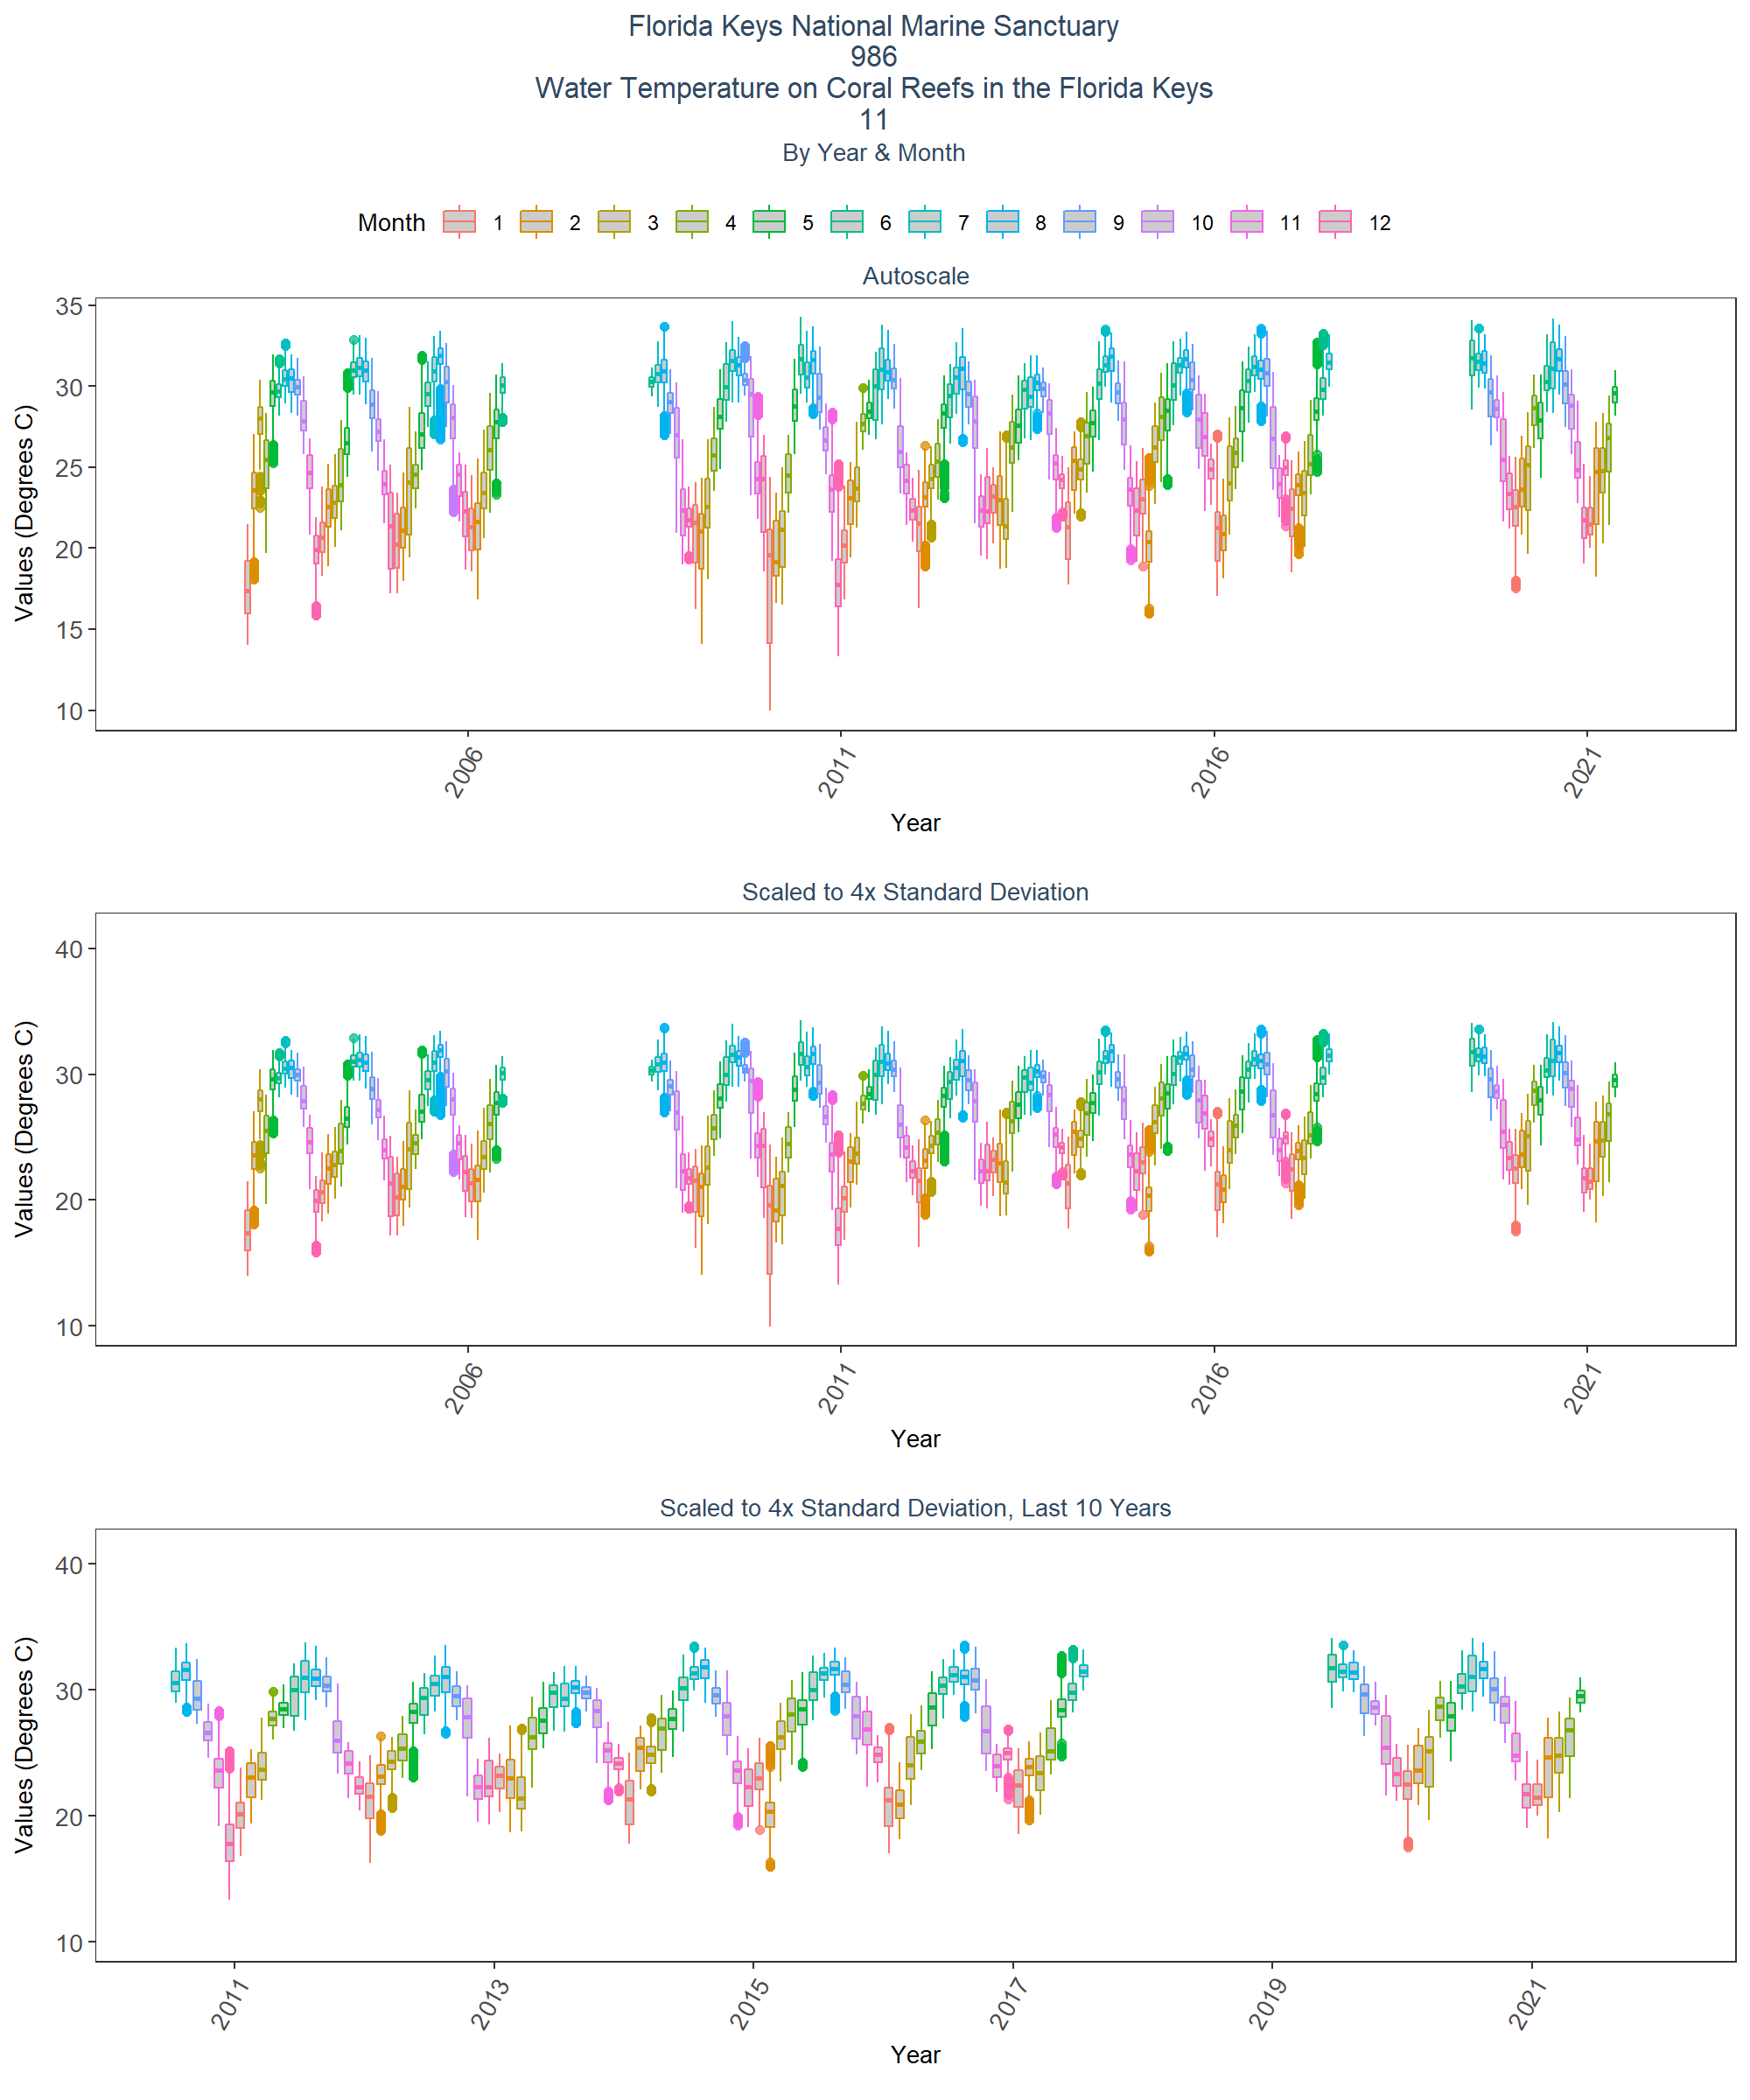 Florida Keys National Marine Sanctuary
986
Water Temperature on Coral Reefs in the Florida Keys
11
By Year & Month
Month 1 2 3 4 5 6 7 8 9 10 11 12
Autoscale
Values (Degrees C)
35
30
25
20
15
10
2006 2011 2016 2021
Year
Scaled to 4x Standard Deviation
Values (Degrees C)
40
30
20
10
2006 2011 2016 2021
Year
Scaled to 4x Standard Deviation, Last 10 Years
Values (Degrees C)
40
30
20
10
2011 2013 2015 2017 2019 2021
Year